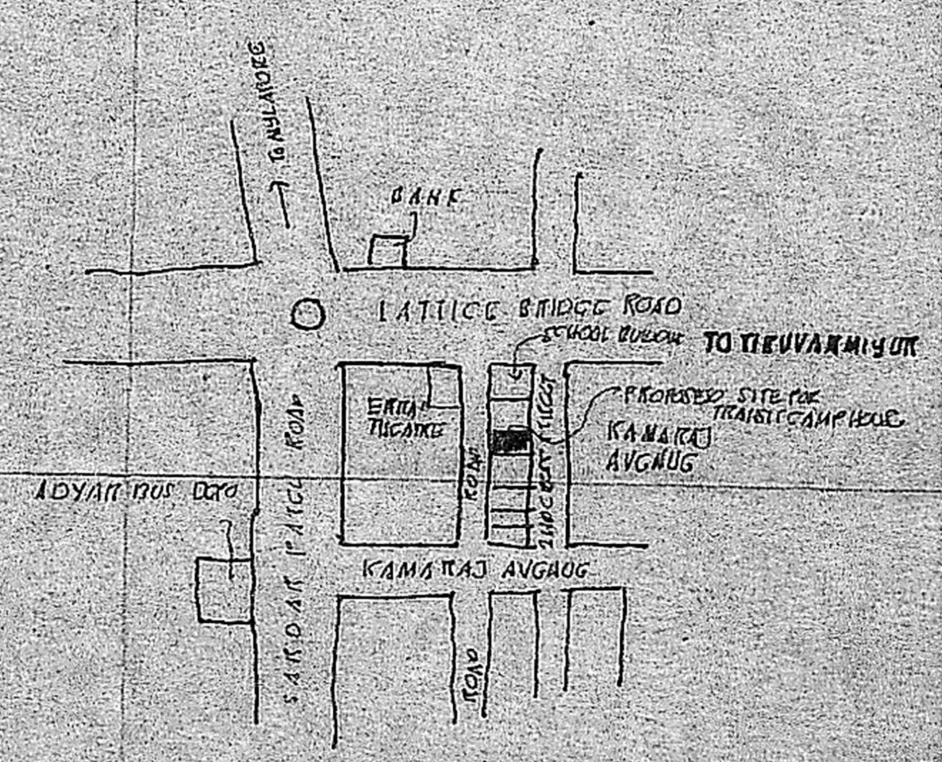 → TO MYLAPORE
BANK
LATTICE BRIDGE ROAD
SCHOOL
TO TIRUVANMIYUR
PROPOSED SITE FOR
TRANSIT CAMP HOUSE
KAMARAJ
AVENUE
THEATRE
ROAD
2ND STREET
ADYAR BUS DEPO
SARDAR PATEL ROAD
KAMARAJ AVENUE
ROAD